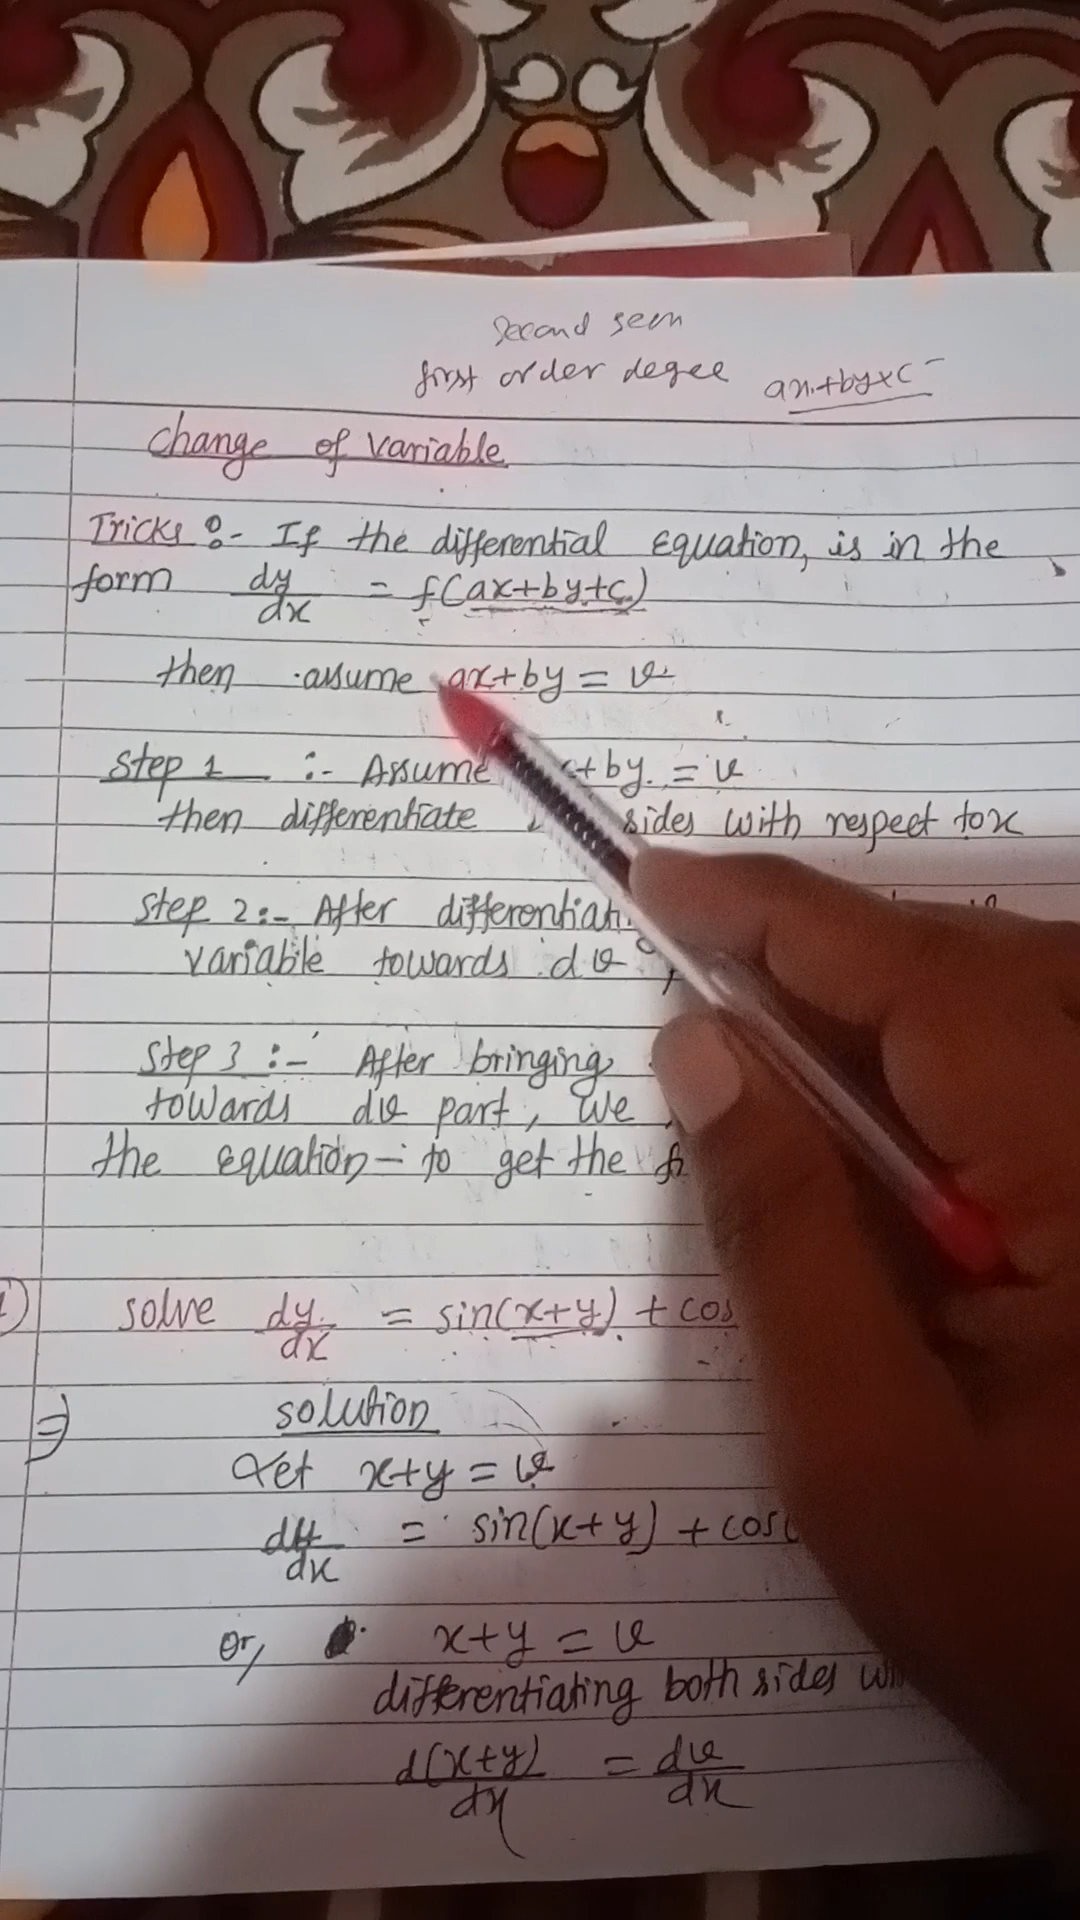 Second sem
first order degee ax+by+c
Change of variable
Tricks :- If the differential equation, is in the
form dy/dx = f(ax+by+c)
then assume ax+by = v
Step 1 :- Assume +by = v
then differentiate sides with respect to x
Step 2:- After differentiati
variable towards dv
Step 3 :- After bringing
towards dv part, we
the equation to get the
solve dy/dx = sin(x+y) + cos
⇒ solution
Let x+y = v
dy/dx = sin(x+y) + cos(
or, x+y = v
differentiating both sides w
d(x+y)/dx = dv/dx